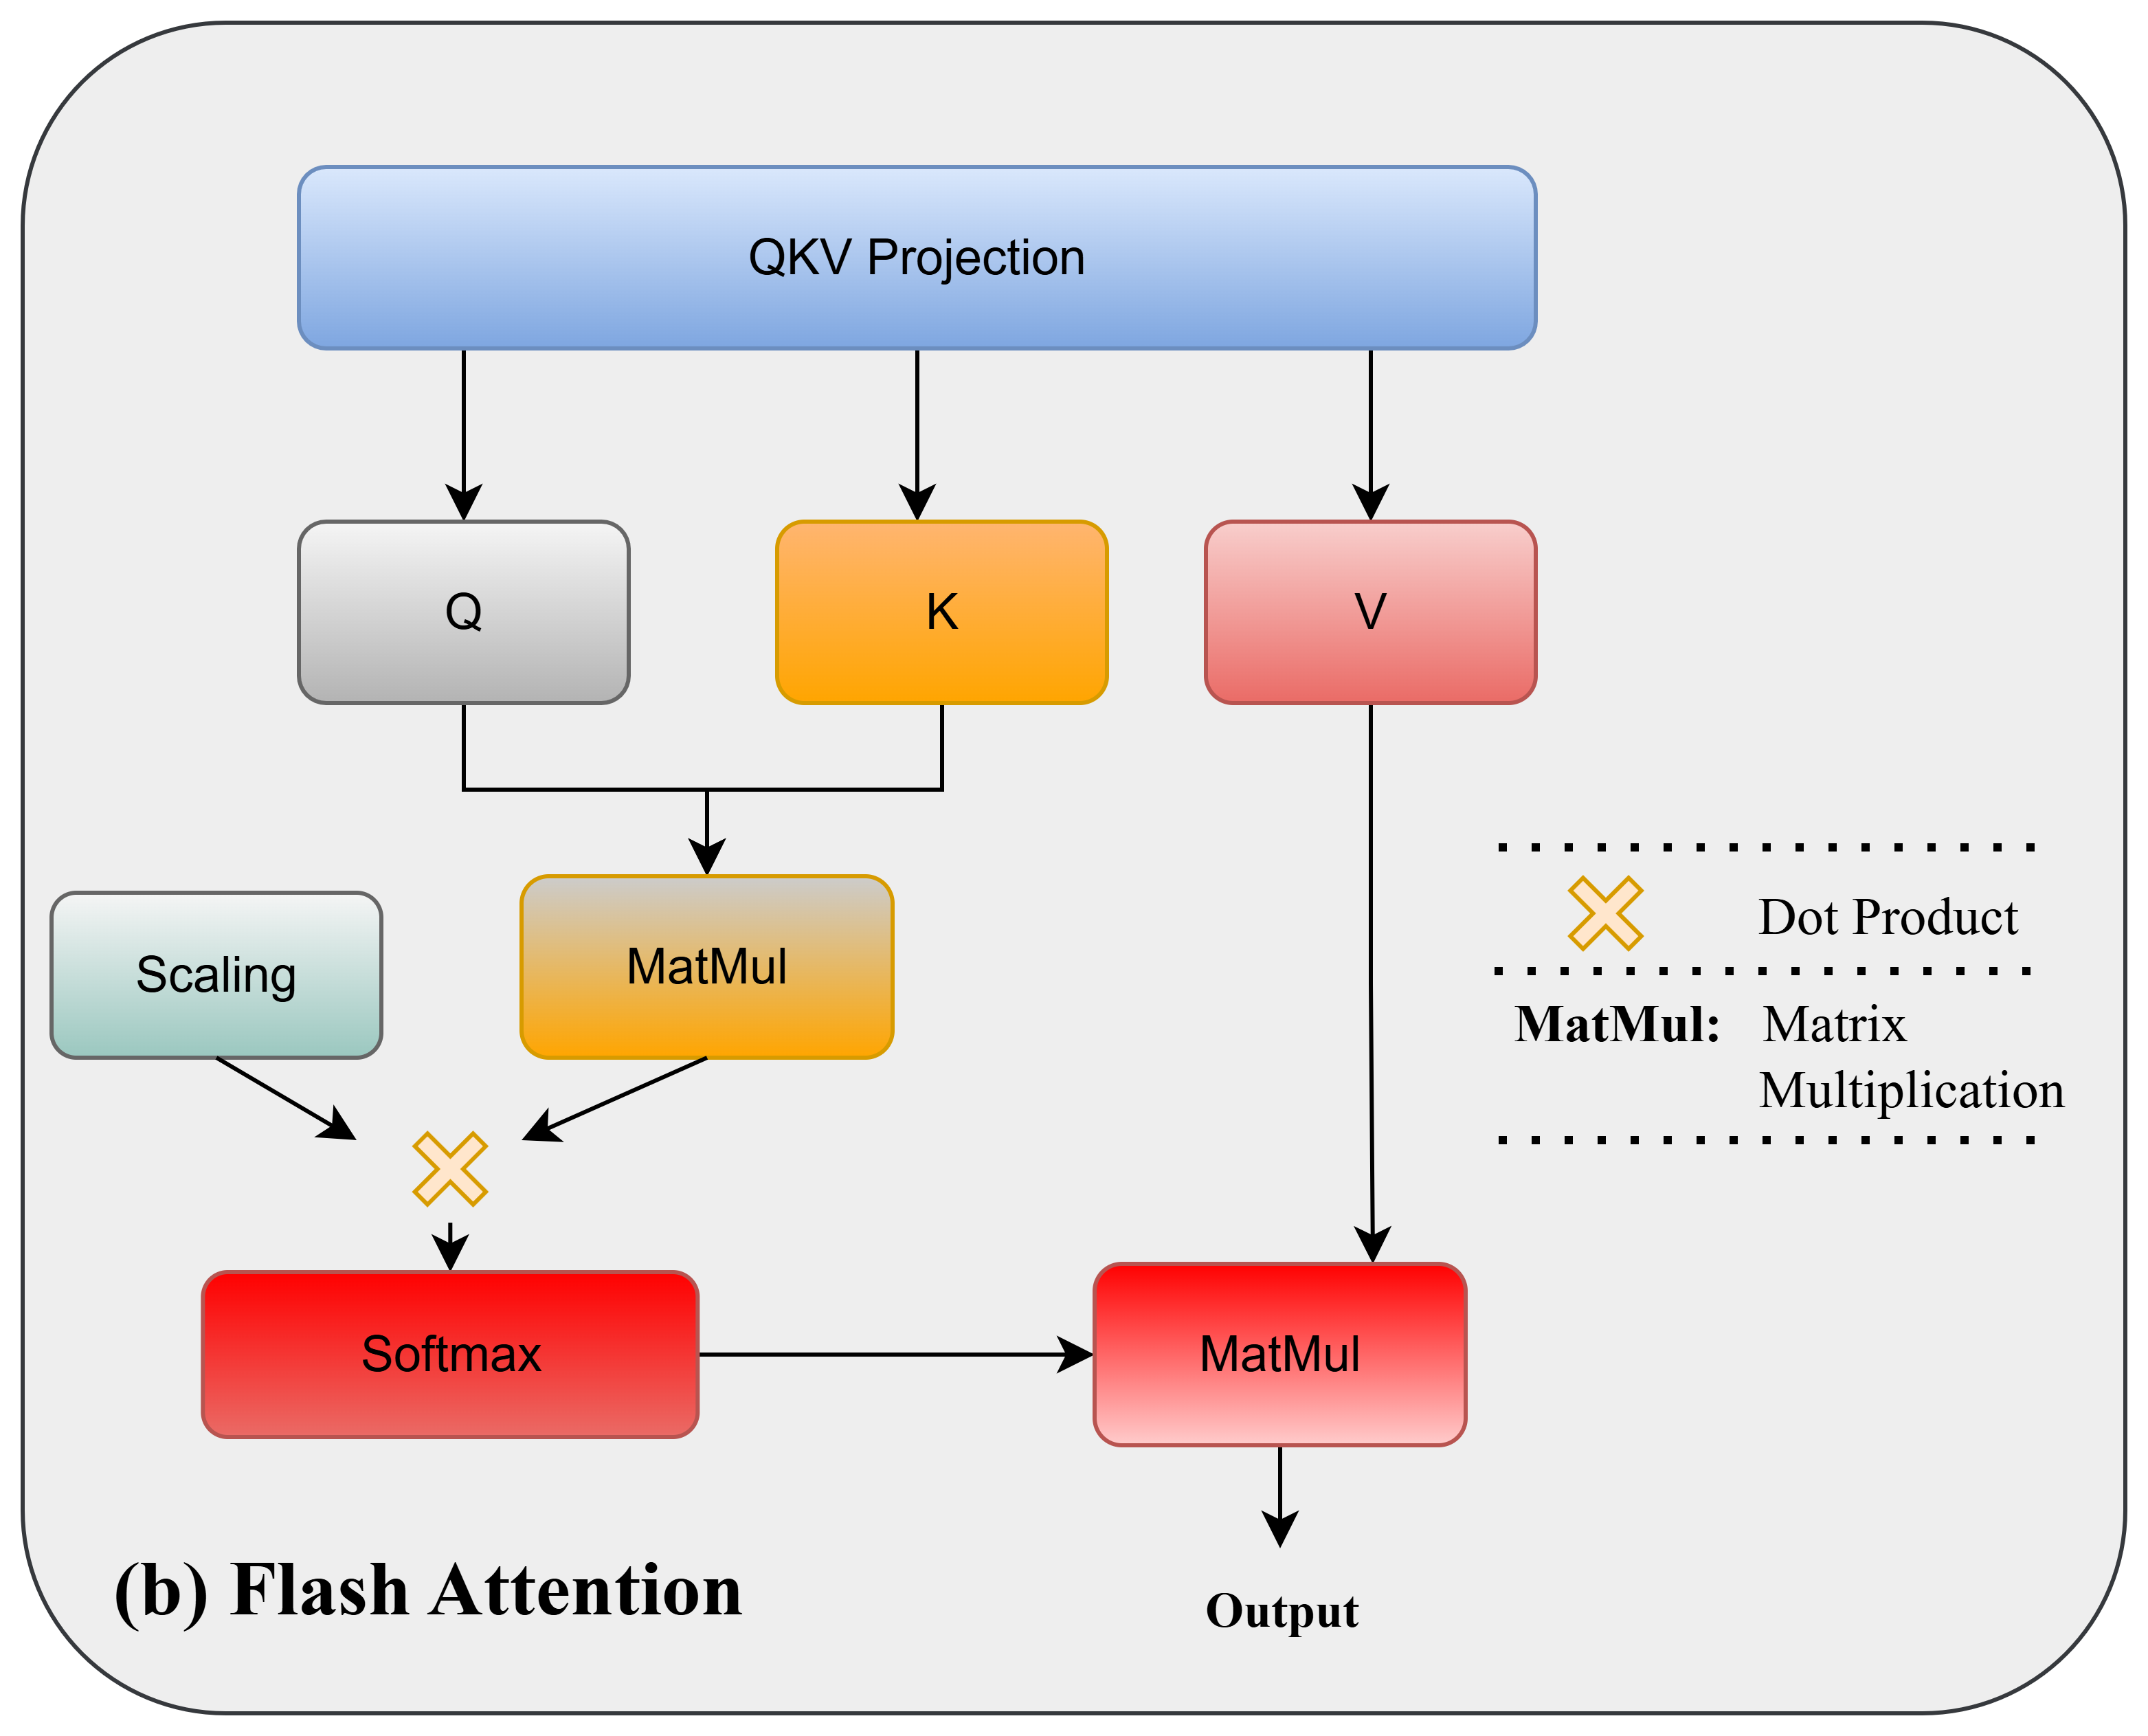 QKV Projection
Q
K
V
Scaling
MatMul
Dot Product
MatMul: Matrix
Multiplication
Softmax
MatMul
(b) Flash Attention
Output